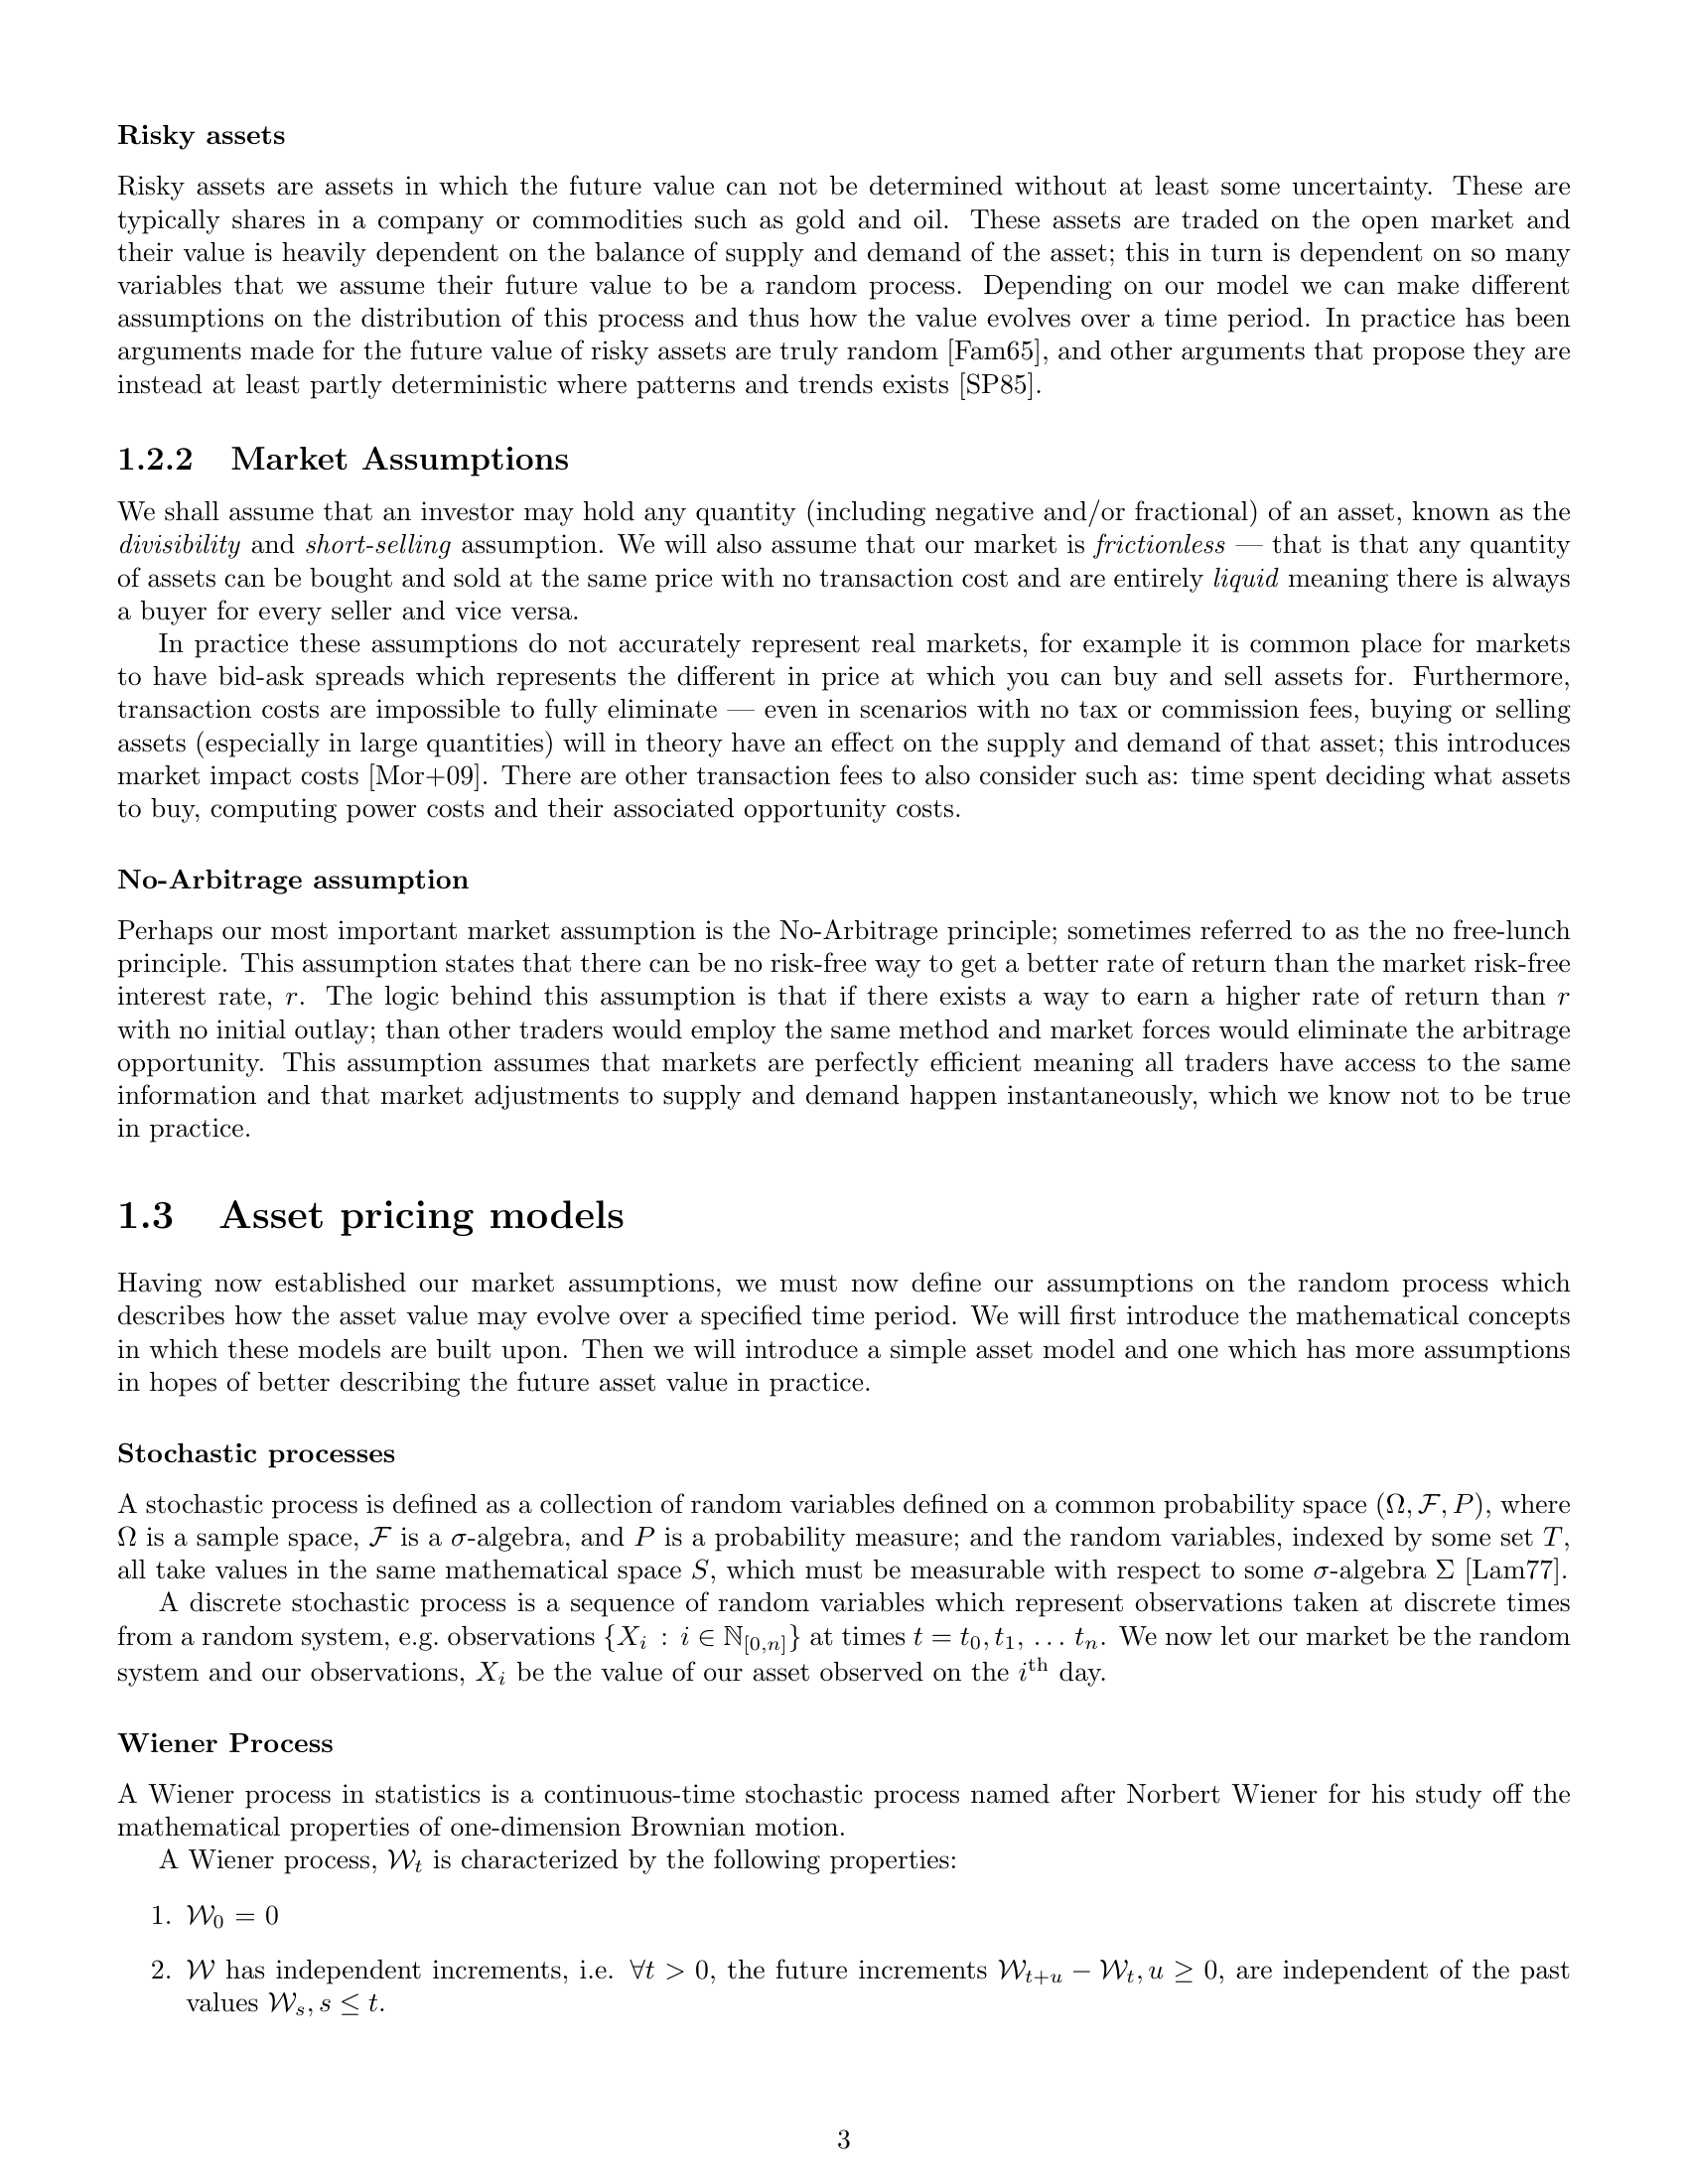 Risky assets
Risky assets are assets in which the future value can not be determined without at least some uncertainty. These are
typically shares in a company or commodities such as gold and oil. These assets are traded on the open market and
their value is heavily dependent on the balance of supply and demand of the asset; this in turn is dependent on so many
variables that we assume their future value to be a random process. Depending on our model we can make different
assumptions on the distribution of this process and thus how the value evolves over a time period. In practice has been
arguments made for the future value of risky assets are truly random [Fam65], and other arguments that propose they are
instead at least partly deterministic where patterns and trends exists [SP85].
1.2.2 Market Assumptions
We shall assume that an investor may hold any quantity (including negative and/or fractional) of an asset, known as the
divisibility and short-selling assumption. We will also assume that our market is frictionless — that is that any quantity
of assets can be bought and sold at the same price with no transaction cost and are entirely liquid meaning there is always
a buyer for every seller and vice versa.
In practice these assumptions do not accurately represent real markets, for example it is common place for markets
to have bid-ask spreads which represents the different in price at which you can buy and sell assets for. Furthermore,
transaction costs are impossible to fully eliminate — even in scenarios with no tax or commission fees, buying or selling
assets (especially in large quantities) will in theory have an effect on the supply and demand of that asset; this introduces
market impact costs [Mor+09]. There are other transaction fees to also consider such as: time spent deciding what assets
to buy, computing power costs and their associated opportunity costs.
No-Arbitrage assumption
Perhaps our most important market assumption is the No-Arbitrage principle; sometimes referred to as the no free-lunch
principle. This assumption states that there can be no risk-free way to get a better rate of return than the market risk-free
interest rate, r. The logic behind this assumption is that if there exists a way to earn a higher rate of return than r
with no initial outlay; than other traders would employ the same method and market forces would eliminate the arbitrage
opportunity. This assumption assumes that markets are perfectly efficient meaning all traders have access to the same
information and that market adjustments to supply and demand happen instantaneously, which we know not to be true
in practice.
1.3 Asset pricing models
Having now established our market assumptions, we must now define our assumptions on the random process which
describes how the asset value may evolve over a specified time period. We will first introduce the mathematical concepts
in which these models are built upon. Then we will introduce a simple asset model and one which has more assumptions
in hopes of better describing the future asset value in practice.
Stochastic processes
A stochastic process is defined as a collection of random variables defined on a common probability space (Ω, ℱ, P), where
Ω is a sample space, ℱ is a σ-algebra, and P is a probability measure; and the random variables, indexed by some set T,
all take values in the same mathematical space S, which must be measurable with respect to some σ-algebra Σ [Lam77].
A discrete stochastic process is a sequence of random variables which represent observations taken at discrete times
from a random system, e.g. observations {X_i : i ∈ ℕ_[0,n]} at times t = t_0, t_1, … t_n. We now let our market be the random
system and our observations, X_i be the value of our asset observed on the i^th day.
Wiener Process
A Wiener process in statistics is a continuous-time stochastic process named after Norbert Wiener for his study off the
mathematical properties of one-dimension Brownian motion.
A Wiener process, 𝒲_t is characterized by the following properties:
1. 𝒲_0 = 0
2. 𝒲 has independent increments, i.e. ∀t > 0, the future increments 𝒲_{t+u} − 𝒲_t, u ≥ 0, are independent of the past
values 𝒲_s, s ≤ t.
3